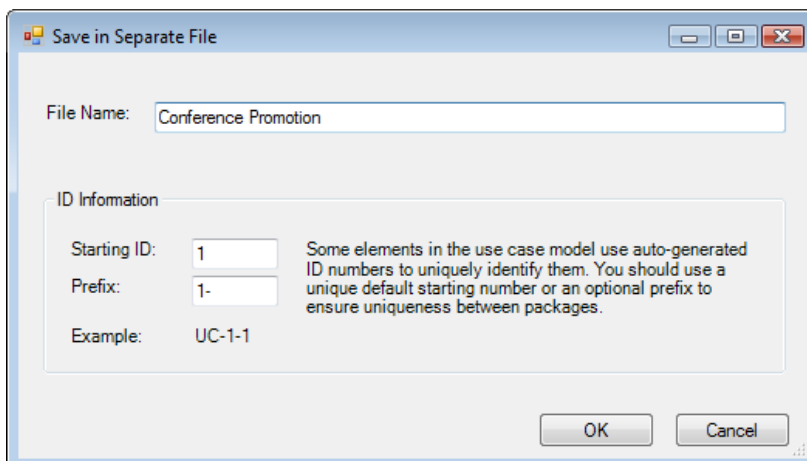 Save in Separate File
File Name: Conference Promotion
ID Information
Starting ID: 1
Prefix: 1-
Some elements in the use case model use auto-generated
ID numbers to uniquely identify them. You should use a
unique default starting number or an optional prefix to
ensure uniqueness between packages.
Example: UC-1-1
OK Cancel